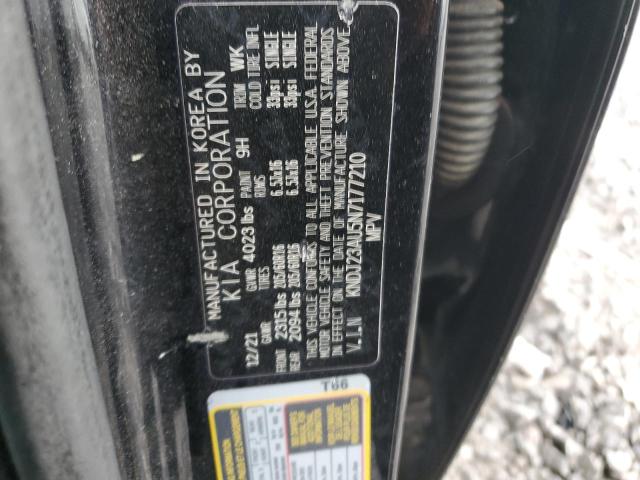 MANUFACTURED IN KOREA BY
KIA CORPORATION
12/21 GVWR 4023 lbs PAINT 9H TRIM WK
GAWR TIRES RIMS COLD TIRE INFL
FRONT 2315 lbs 205/60R16 6.5Jx16 33psi SINGLE
REAR 2094 lbs 205/60R16 6.5Jx16 33psi SINGLE
THIS VEHICLE CONFORMS TO ALL APPLICABLE U.S.A. FEDERAL
MOTOR VEHICLE SAFETY AND THEFT PREVENTION STANDARDS
IN EFFECT ON THE DATE OF MANUFACTURE SHOWN ABOVE.
V.I.N KNDJ23AU5N7177210
MPV
T66